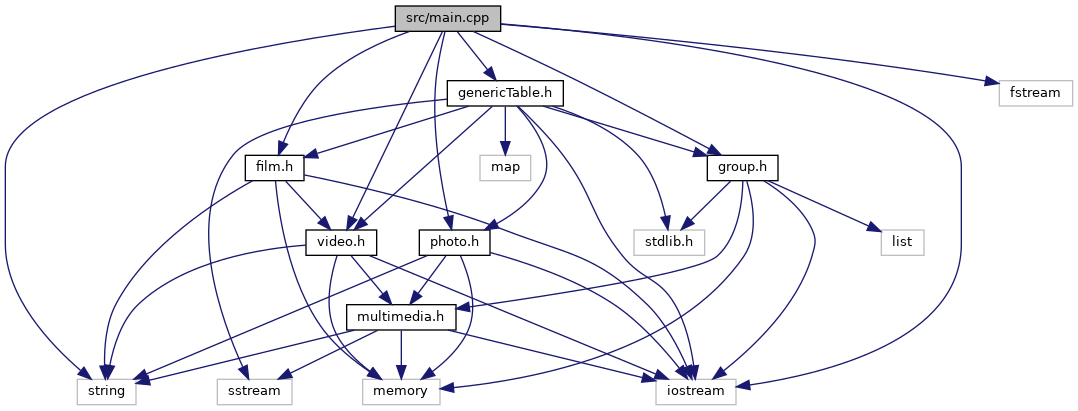 src/main.cpp
genericTable.h
fstream
film.h
map
group.h
video.h
photo.h
stdlib.h
list
multimedia.h
string
sstream
memory
iostream